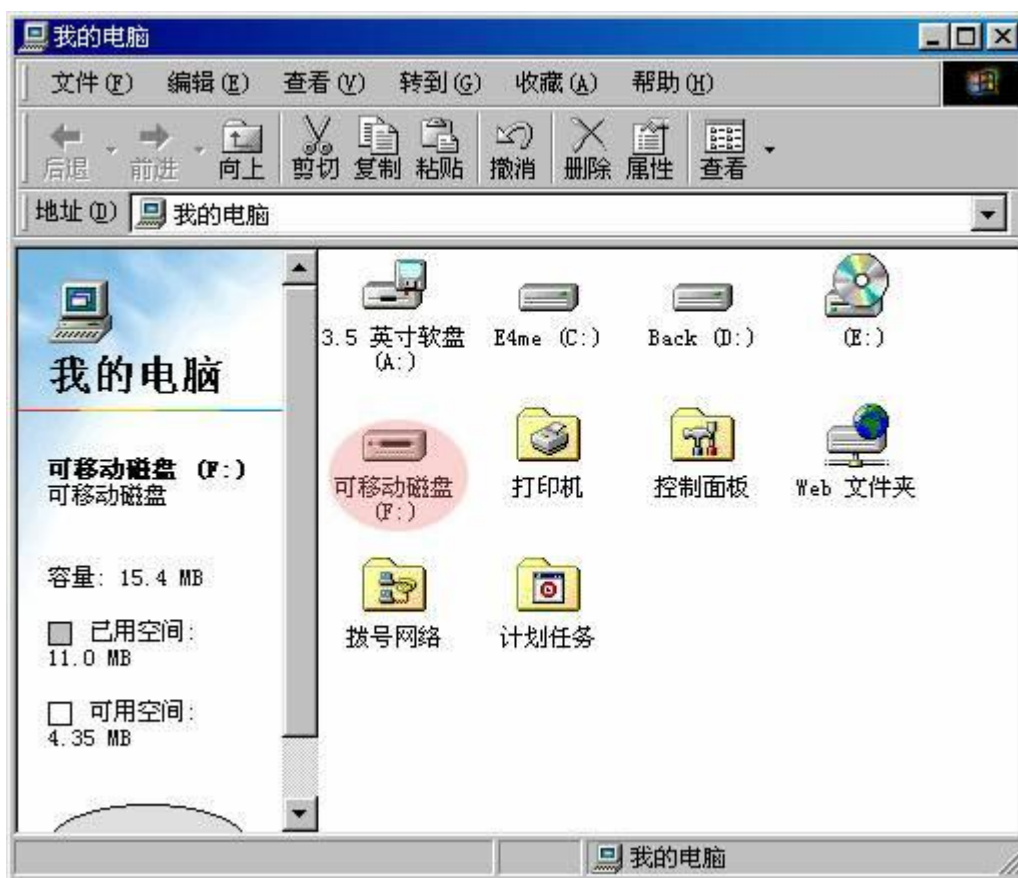 我的电脑
文件(F) 编辑(E) 查看(V) 转到(G) 收藏(A) 帮助(H)
后退 前进 向上 剪切 复制 粘贴 撤消 删除 属性 查看
地址(D) 我的电脑
我的电脑
可移动磁盘 (F:)
可移动磁盘
容量: 15.4 MB
已用空间:
11.0 MB
可用空间:
4.35 MB
3.5 英寸软盘
(A:)
E4me (C:)
Back (D:)
(E:)
可移动磁盘
(F:)
打印机
控制面板
Web 文件夹
拨号网络
计划任务
我的电脑